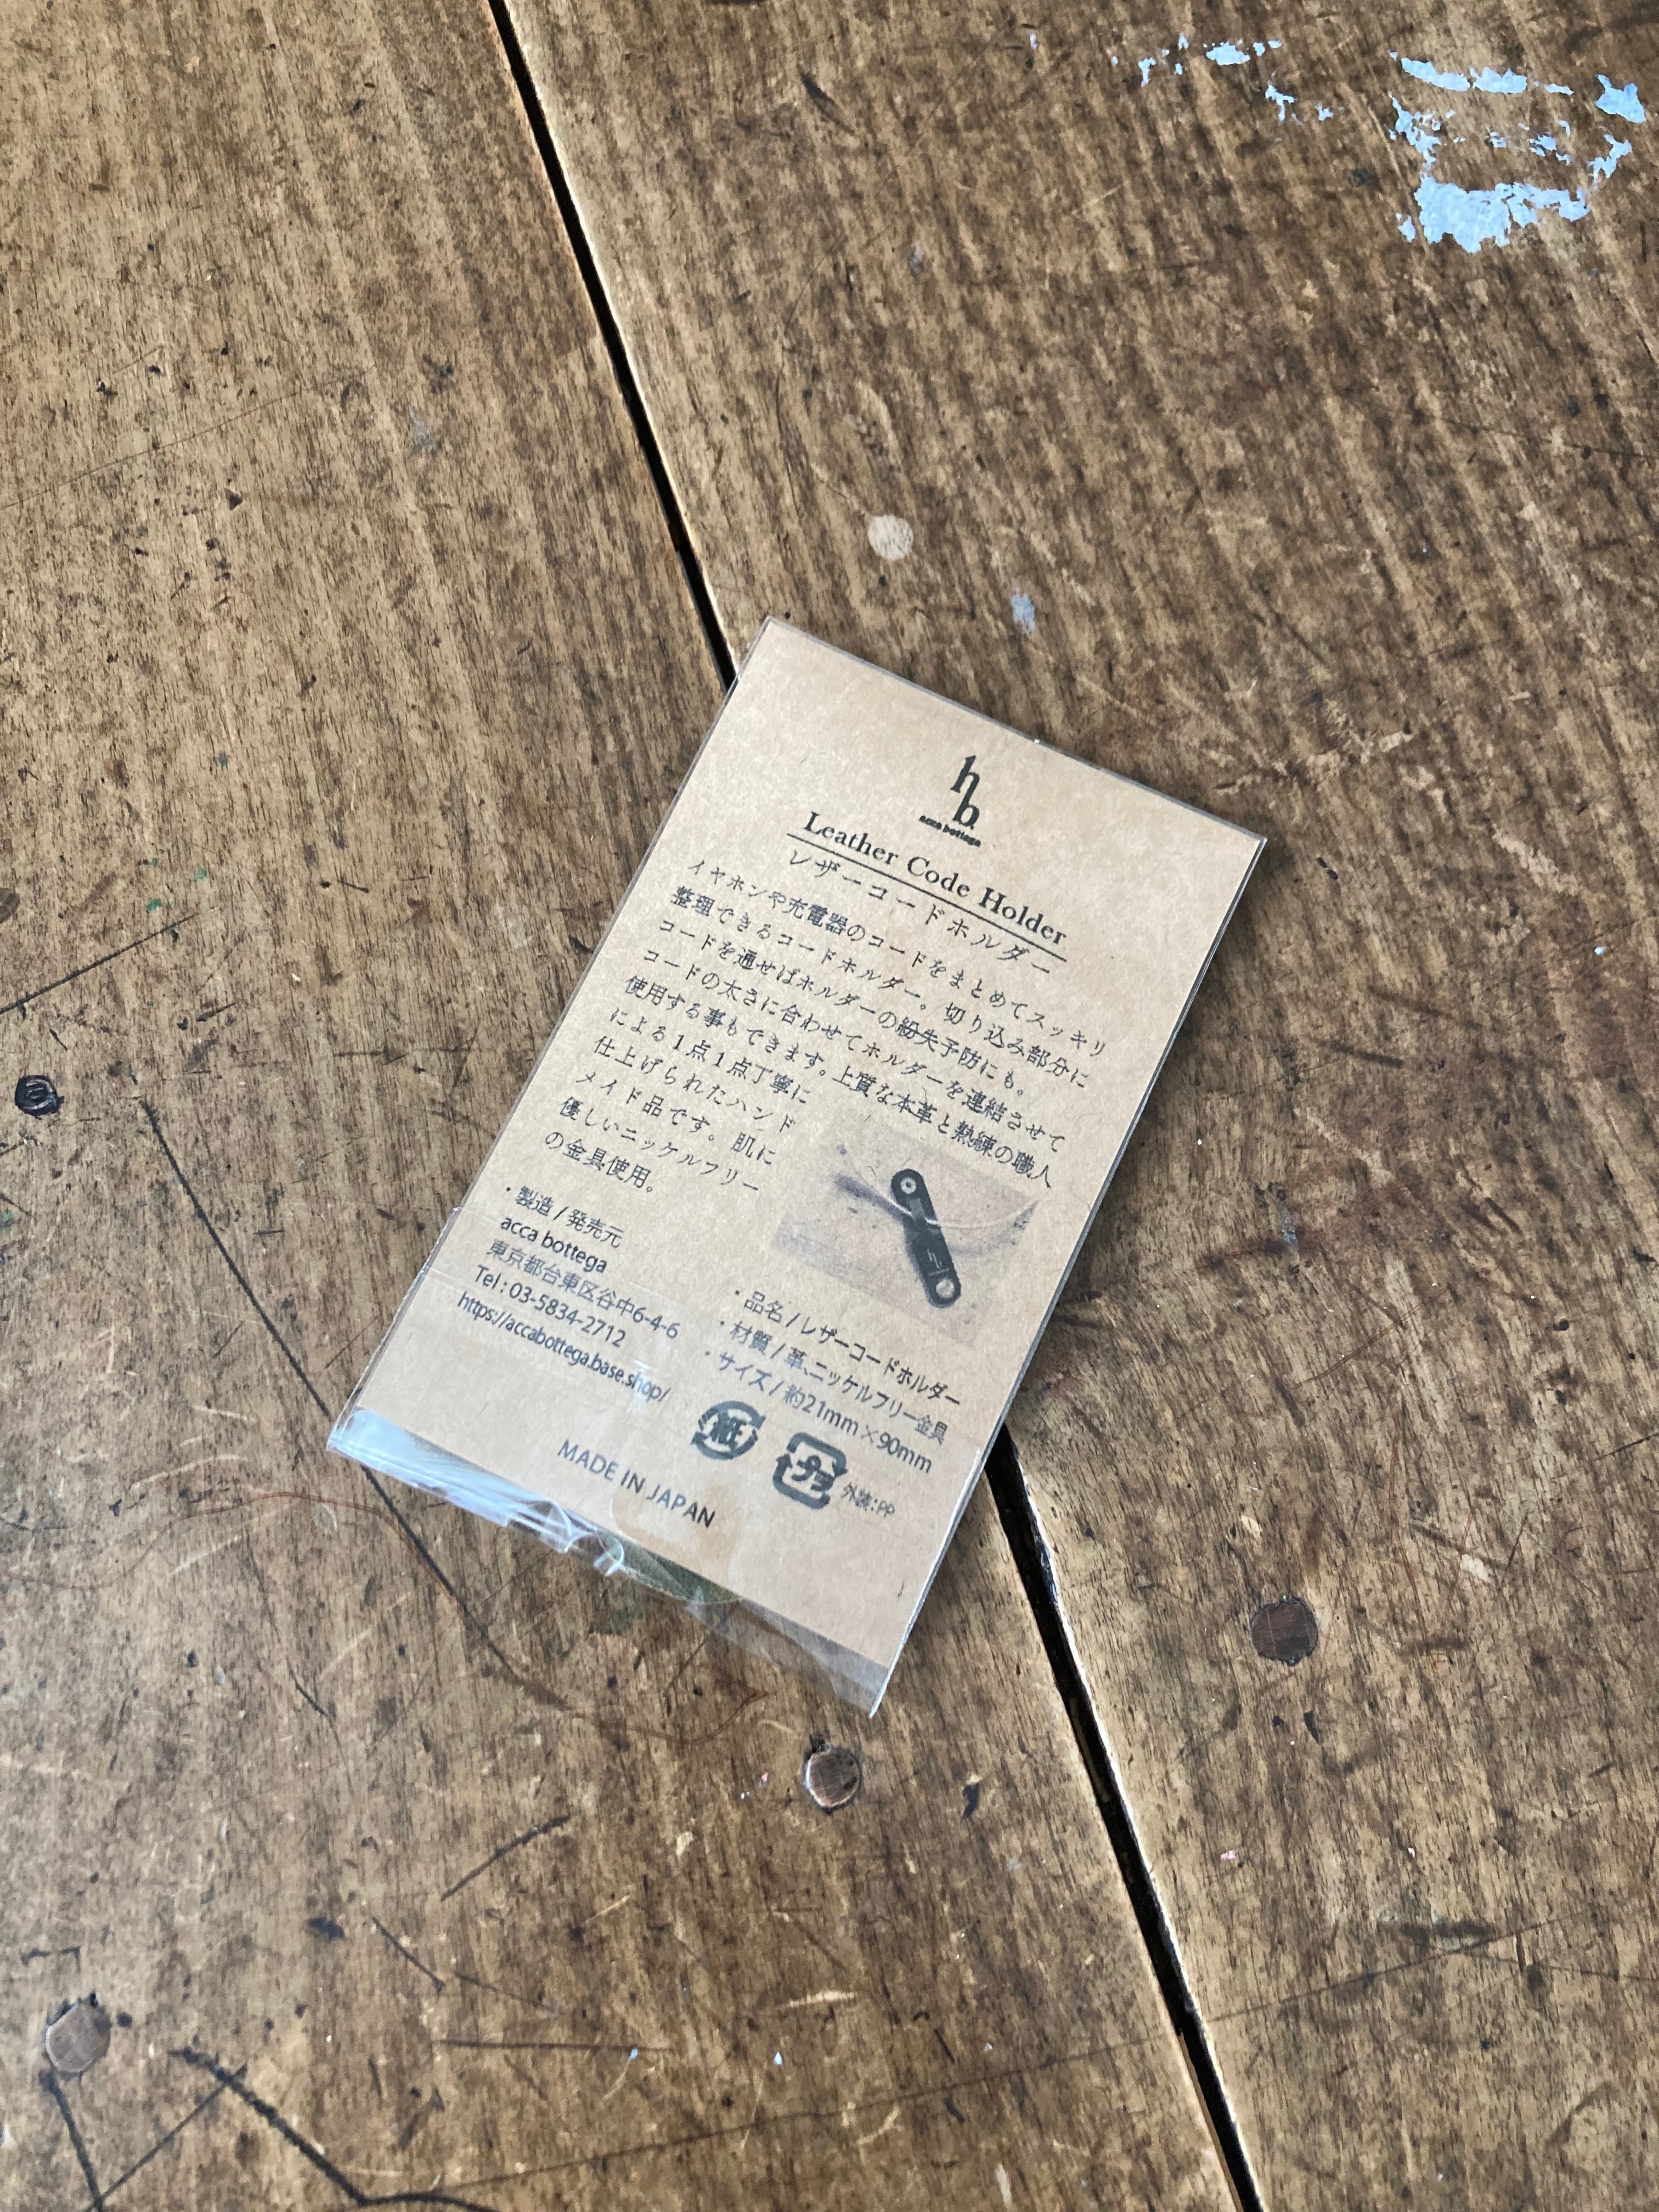 hb
acca bottega
Leather Code Holder
レザーコードホルダー
イヤホンや充電器のコードをまとめてスッキリ
整理できるコードホルダー。切り込み部分に
コードを通せばホルダーの紛失予防にも。
コードの太さに合わせてホルダーを連結させて
使用する事もできます。上質な本革と熟練の職人
による1点1点丁寧に
仕上げられたハンド
メイド品です。肌に
優しいニッケルフリー
の金具使用。
・製造 / 発売元
acca bottega
東京都台東区谷中6-4-6
Tel : 03-5834-2712
https://accabottega.base.shop/
・品名 / レザーコードホルダー
・材質 / 革、ニッケルフリー金具
・サイズ / 約21mm×90mm
紙
プラ
外装:PP
MADE IN JAPAN